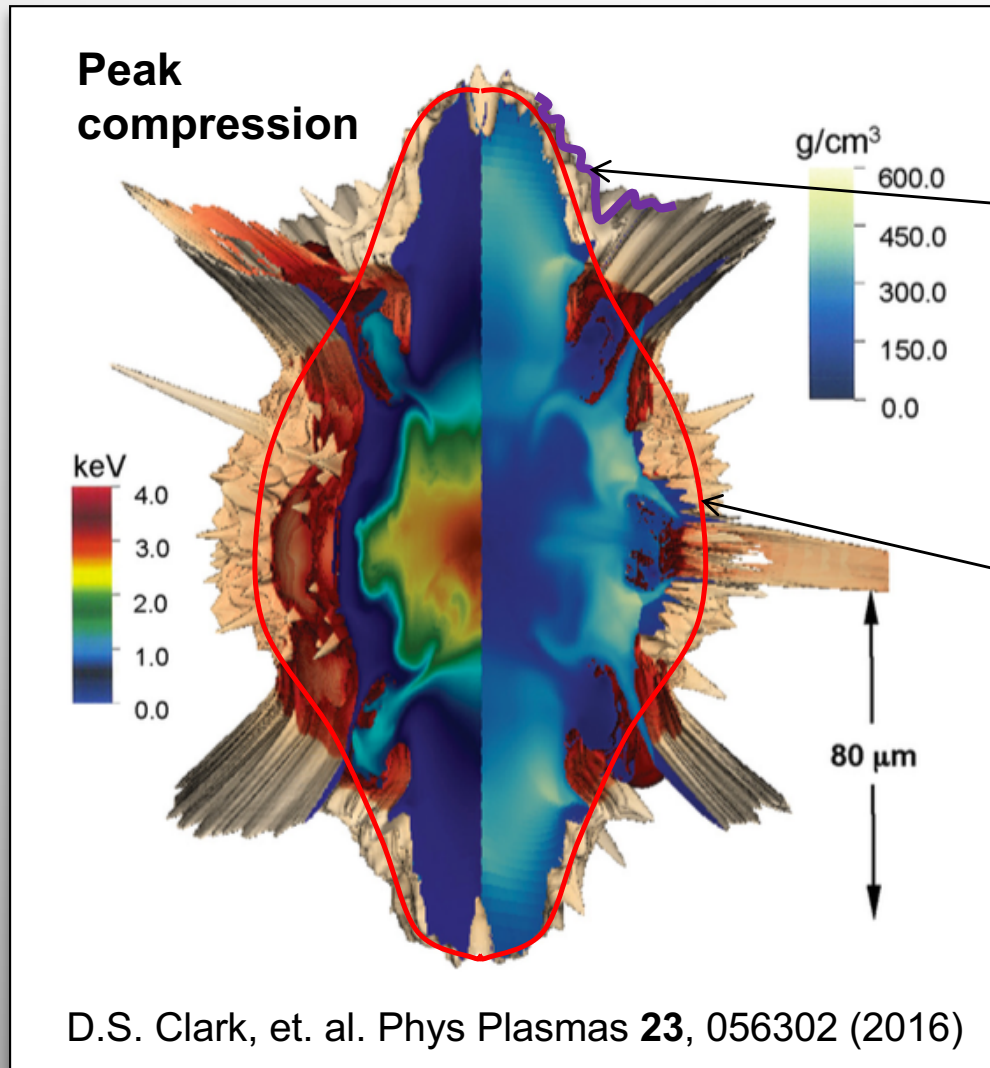 Peak
compression
g/cm³
600.0
450.0
300.0
150.0
0.0
keV
4.0
3.0
2.0
1.0
0.0
80 μm
D.S. Clark, et. al. Phys Plasmas 23, 056302 (2016)